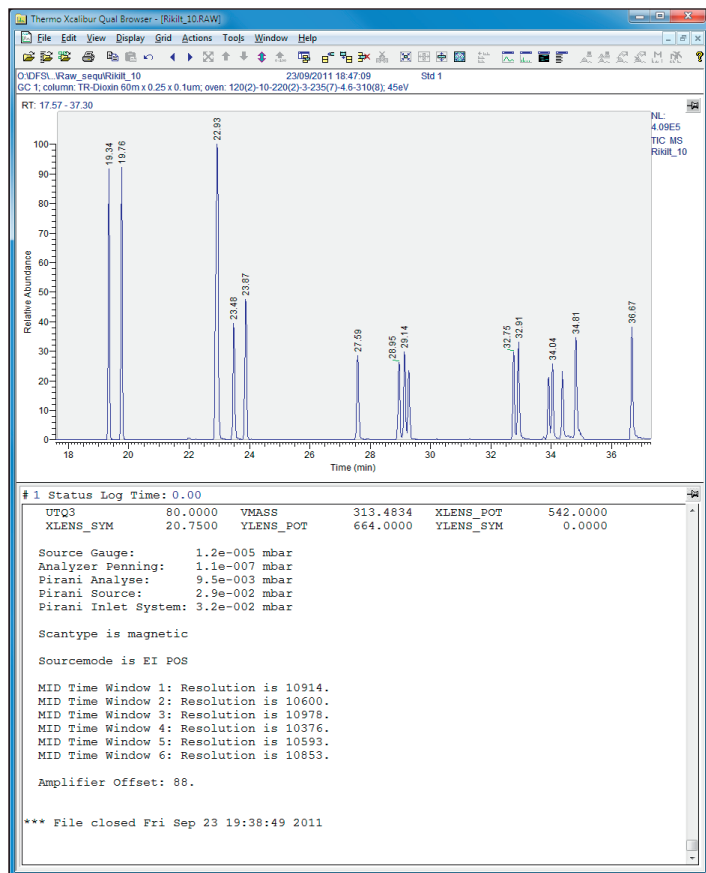 Thermo Xcalibur Qual Browser - [Rikilt_10.RAW]
File Edit View Display Grid Actions Tools Window Help
O:\DFS\...\Raw_sequ\Rikilt_10 23/09/2011 18:47:09 Std 1
GC 1; column: TR-Dioxin 60m x 0.25 x 0.1um; oven: 120(2)-10-220(2)-3-235(7)-4.6-310(8); 45eV
RT: 17.57 - 37.30
NL:
4.09E5
TIC MS
Rikilt_10
Relative Abundance
100
90
80
70
60
50
40
30
20
10
0
19.34
19.76
22.93
23.48
23.87
27.59
28.95
29.14
32.75
32.91
34.04
34.81
36.67
18 20 22 24 26 28 30 32 34 36
Time (min)
# 1 Status Log Time: 0.00
UTQ3 80.0000 VMASS 313.4834 XLENS_POT 542.0000
XLENS_SYM 20.7500 YLENS_POT 664.0000 YLENS_SYM 0.0000
Source Gauge: 1.2e-005 mbar
Analyzer Penning: 1.1e-007 mbar
Pirani Analyse: 9.5e-003 mbar
Pirani Source: 2.9e-002 mbar
Pirani Inlet System: 3.2e-002 mbar
Scantype is magnetic
Sourcemode is EI POS
MID Time Window 1: Resolution is 10914.
MID Time Window 2: Resolution is 10600.
MID Time Window 3: Resolution is 10978.
MID Time Window 4: Resolution is 10376.
MID Time Window 5: Resolution is 10593.
MID Time Window 6: Resolution is 10853.
Amplifier Offset: 88.
*** File closed Fri Sep 23 19:38:49 2011